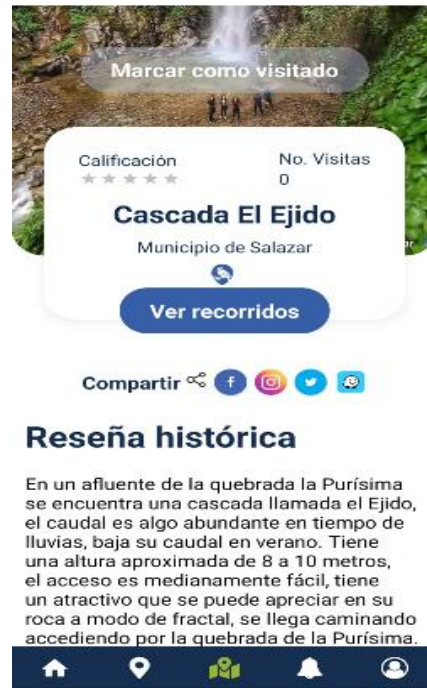 Marcar como visitado
Calificación
No. Visitas
0
Cascada El Ejido
Municipio de Salazar
Ver recorridos
Compartir
Reseña histórica
En un afluente de la quebrada la Purísima
se encuentra una cascada llamada el Ejido,
el caudal es algo abundante en tiempo de
lluvias, baja su caudal en verano. Tiene
una altura aproximada de 8 a 10 metros,
el acceso es medianamente fácil, tiene
un atractivo que se puede apreciar en su
roca a modo de fractal, se llega caminando
accediendo por la quebrada de la Purísima.